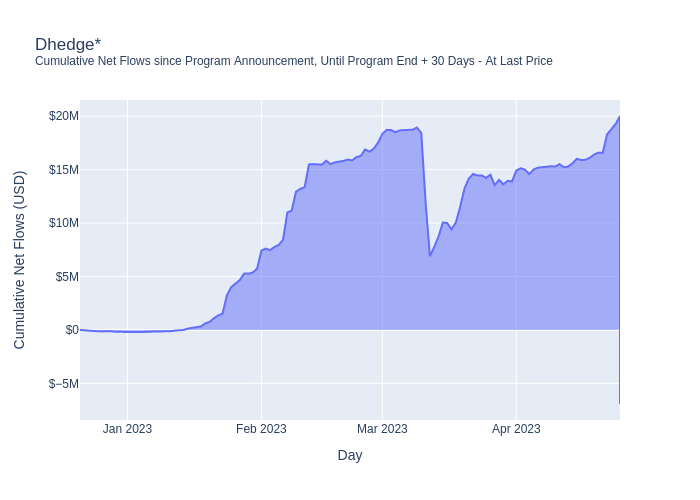 Dhedge*
Cumulative Net Flows since Program Announcement, Until Program End + 30 Days - At Last Price
Cumulative Net Flows (USD)
$20M
$15M
$10M
$5M
$0
$−5M
Jan 2023
Feb 2023
Mar 2023
Apr 2023
Day